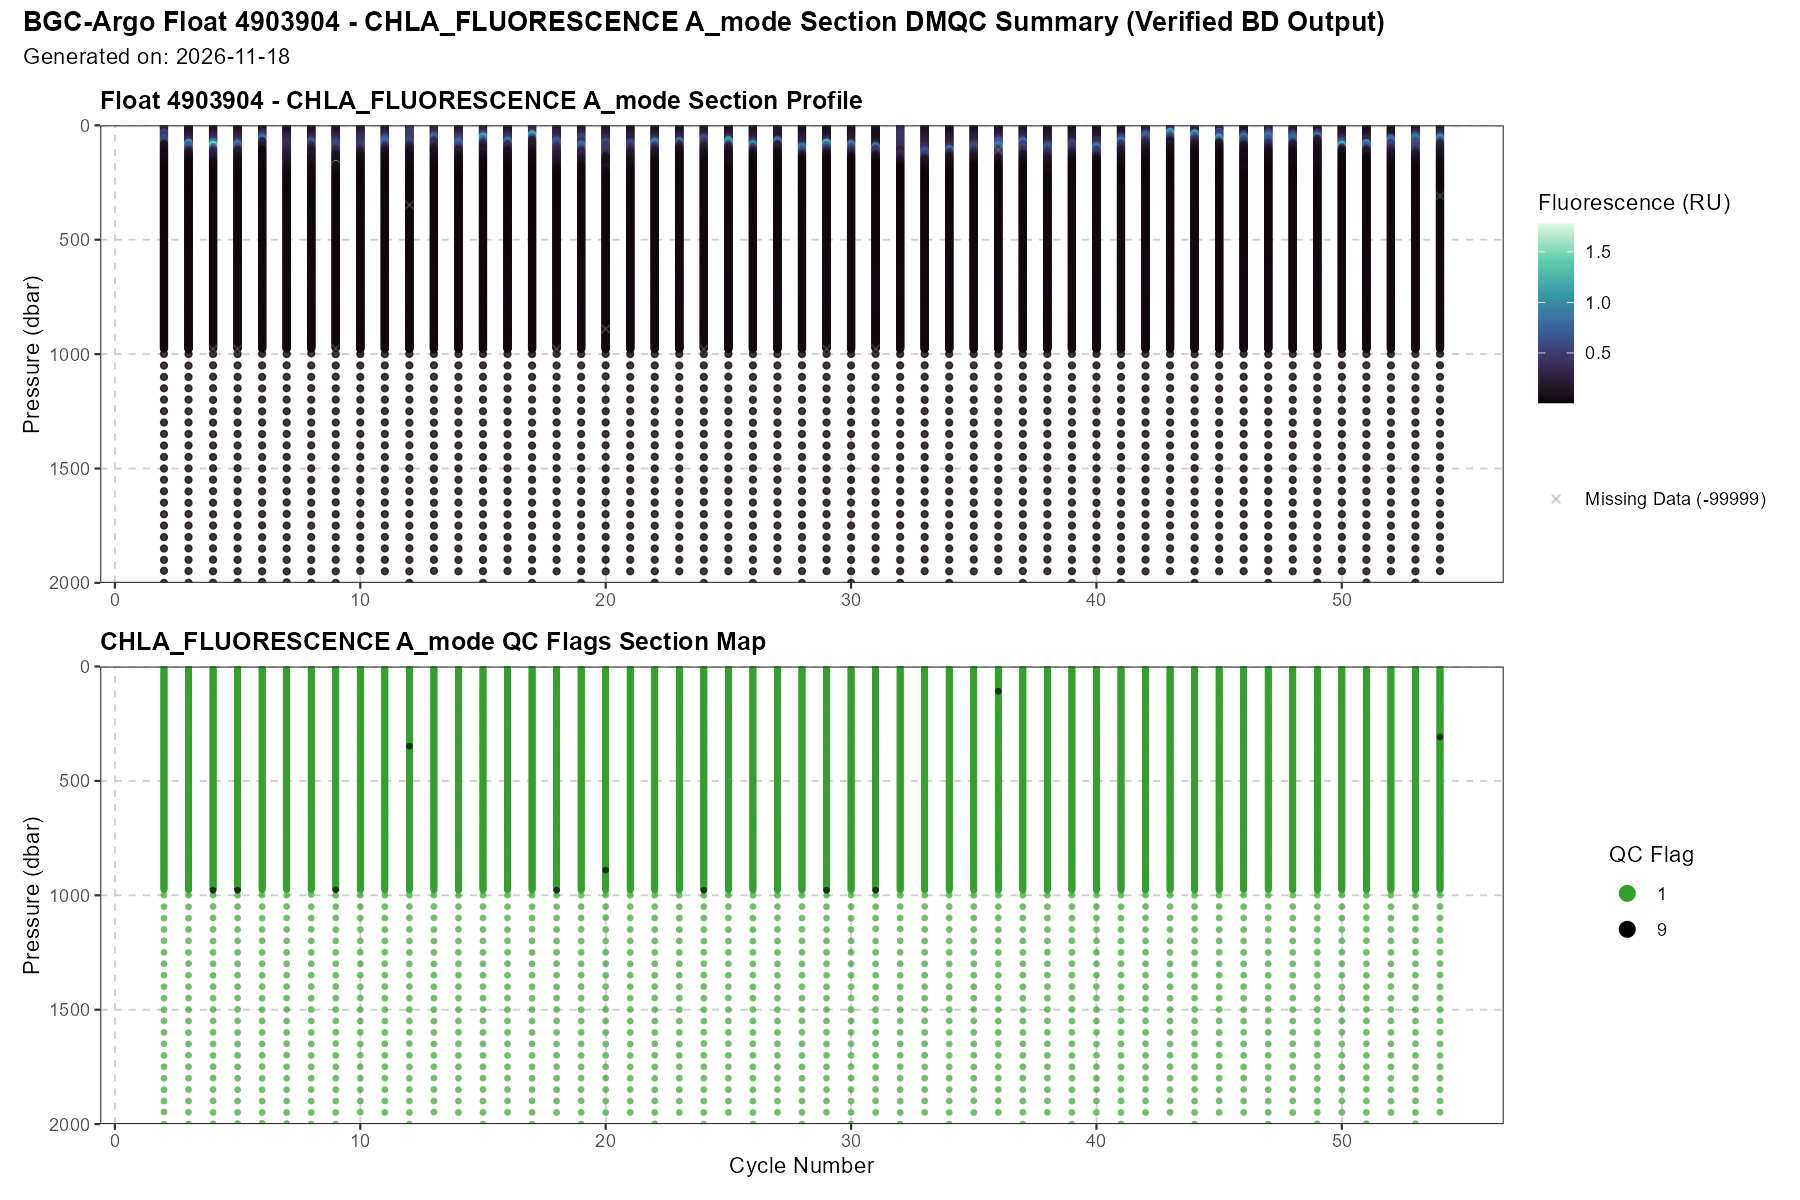 BGC-Argo Float 4903904 - CHLA_FLUORESCENCE A_mode Section DMQC Summary (Verified BD Output)
Generated on: 2026-11-18
Float 4903904 - CHLA_FLUORESCENCE A_mode Section Profile
0
500
1000
1500
2000
Pressure (dbar)
0 10 20 30 40 50
Fluorescence (RU)
1.5
1.0
0.5
Missing Data (-99999)
CHLA_FLUORESCENCE A_mode QC Flags Section Map
0
500
1000
1500
2000
Pressure (dbar)
0 10 20 30 40 50
Cycle Number
QC Flag
1
9